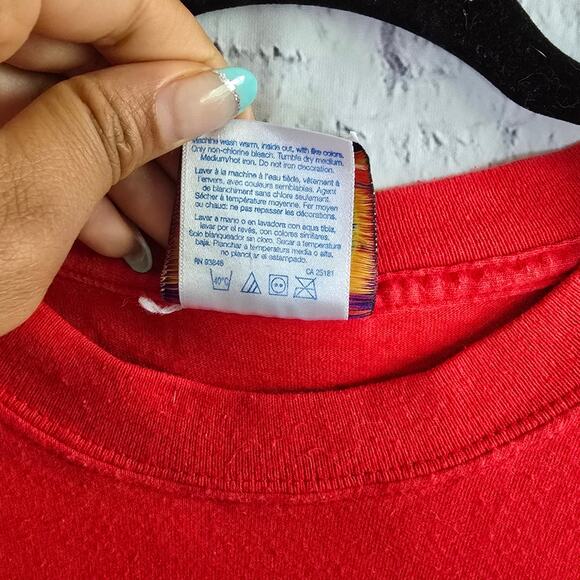 Machine wash warm, inside out, with like colors.
Only non-chlorine bleach. Tumble dry medium.
Medium/hot iron. Do not iron decoration.
Laver à la machine à l'eau tiède, vêtement à
l'envers, avec couleurs semblables. Agent
de blanchiment sans chlore seulement.
Sécher à température moyenne. Fer moyen
ou chaud: ne pas repasser les décorations.
Lavar a mano o en lavadora con aqua tibia,
lavar por el revés, con colores similares.
Solo blanqueador sin cloro. Secar a temperatura
baja. Planchar a temperatura media o alta,
no planchar el estampado.
RN 93846 CA 25181
40°C